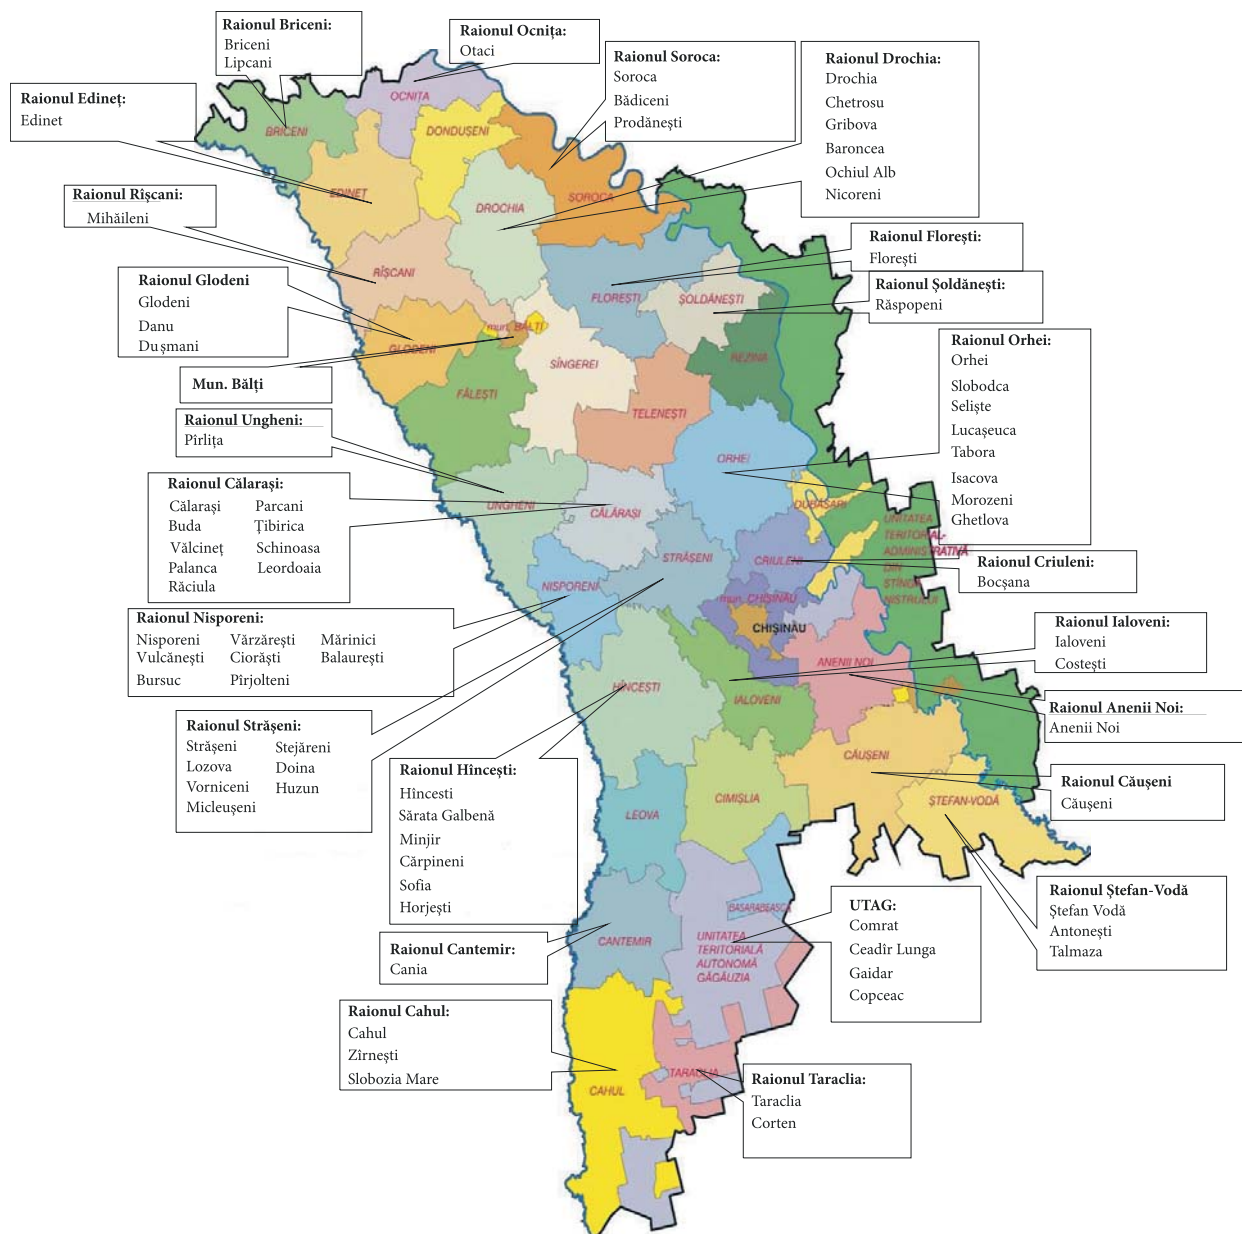 Raionul Briceni:
Briceni
Lipcani
Raionul Ocnița:
Otaci
Raionul Soroca:
Soroca
Bădiceni
Prodănești
Raionul Drochia:
Drochia
Chetrosu
Gribova
Baroncea
Ochiul Alb
Nicoreni
Raionul Edineț:
Edinet
Raionul Rîșcani:
Mihăileni
Raionul Florești:
Florești
Raionul Glodeni
Glodeni
Danu
Dușmani
Raionul Șoldănești:
Răspopeni
Raionul Orhei:
Orhei
Slobodca
Seliște
Lucașeuca
Tabora
Isacova
Morozeni
Ghetlova
Mun. Bălți
Raionul Ungheni:
Pîrlița
Raionul Călarași:
Călarași Parcani
Buda Țibirica
Vălcineț Schinoasa
Palanca Leordoaia
Răciula
Raionul Criuleni:
Bocșana
Raionul Nisporeni:
Nisporeni Vărzărești Mărinici
Vulcănești Ciorăști Balaurești
Bursuc Pîrjolteni
Raionul Ialoveni:
Ialoveni
Costești
Raionul Anenii Noi:
Anenii Noi
Raionul Strășeni:
Strășeni Stejăreni
Lozova Doina
Vorniceni Huzun
Micleușeni
Raionul Hîncești:
Hîncesti
Sărata Galbenă
Minjir
Cărpineni
Sofia
Horjești
Raionul Căușeni
Căușeni
Raionul Ștefan-Vodă
Ștefan Vodă
Antonești
Talmaza
UTAG:
Comrat
Ceadîr Lunga
Gaidar
Copceac
Raionul Cantemir:
Cania
Raionul Cahul:
Cahul
Zîrnești
Slobozia Mare
Raionul Taraclia:
Taraclia
Corten
OCNIȚA
BRICENI
DONDUȘENI
EDINEȚ
DROCHIA
SOROCA
RÎȘCANI
FLOREȘTI
ȘOLDĂNEȘTI
mun. BĂLȚI
GLODENI
SÎNGEREI
REZINA
FĂLEȘTI
TELENEȘTI
ORHEI
UNGHENI
CĂLĂRAȘI
DUBĂSARI
UNITATEA
TERITORIAL-
ADMINISTRATIVĂ
DIN
STÎNGA
NISTRULUI
STRĂȘENI
CRIULENI
NISPORENI
mun. CHIȘINĂU
CHIȘINĂU
ANENII NOI
HÎNCEȘTI
IALOVENI
CĂUȘENI
CIMIȘLIA
ȘTEFAN-VODĂ
LEOVA
BASARABEASCA
CANTEMIR
UNITATEA
TERITORIALĂ
AUTONOMĂ
GĂGĂUZIA
TARACLIA
CAHUL